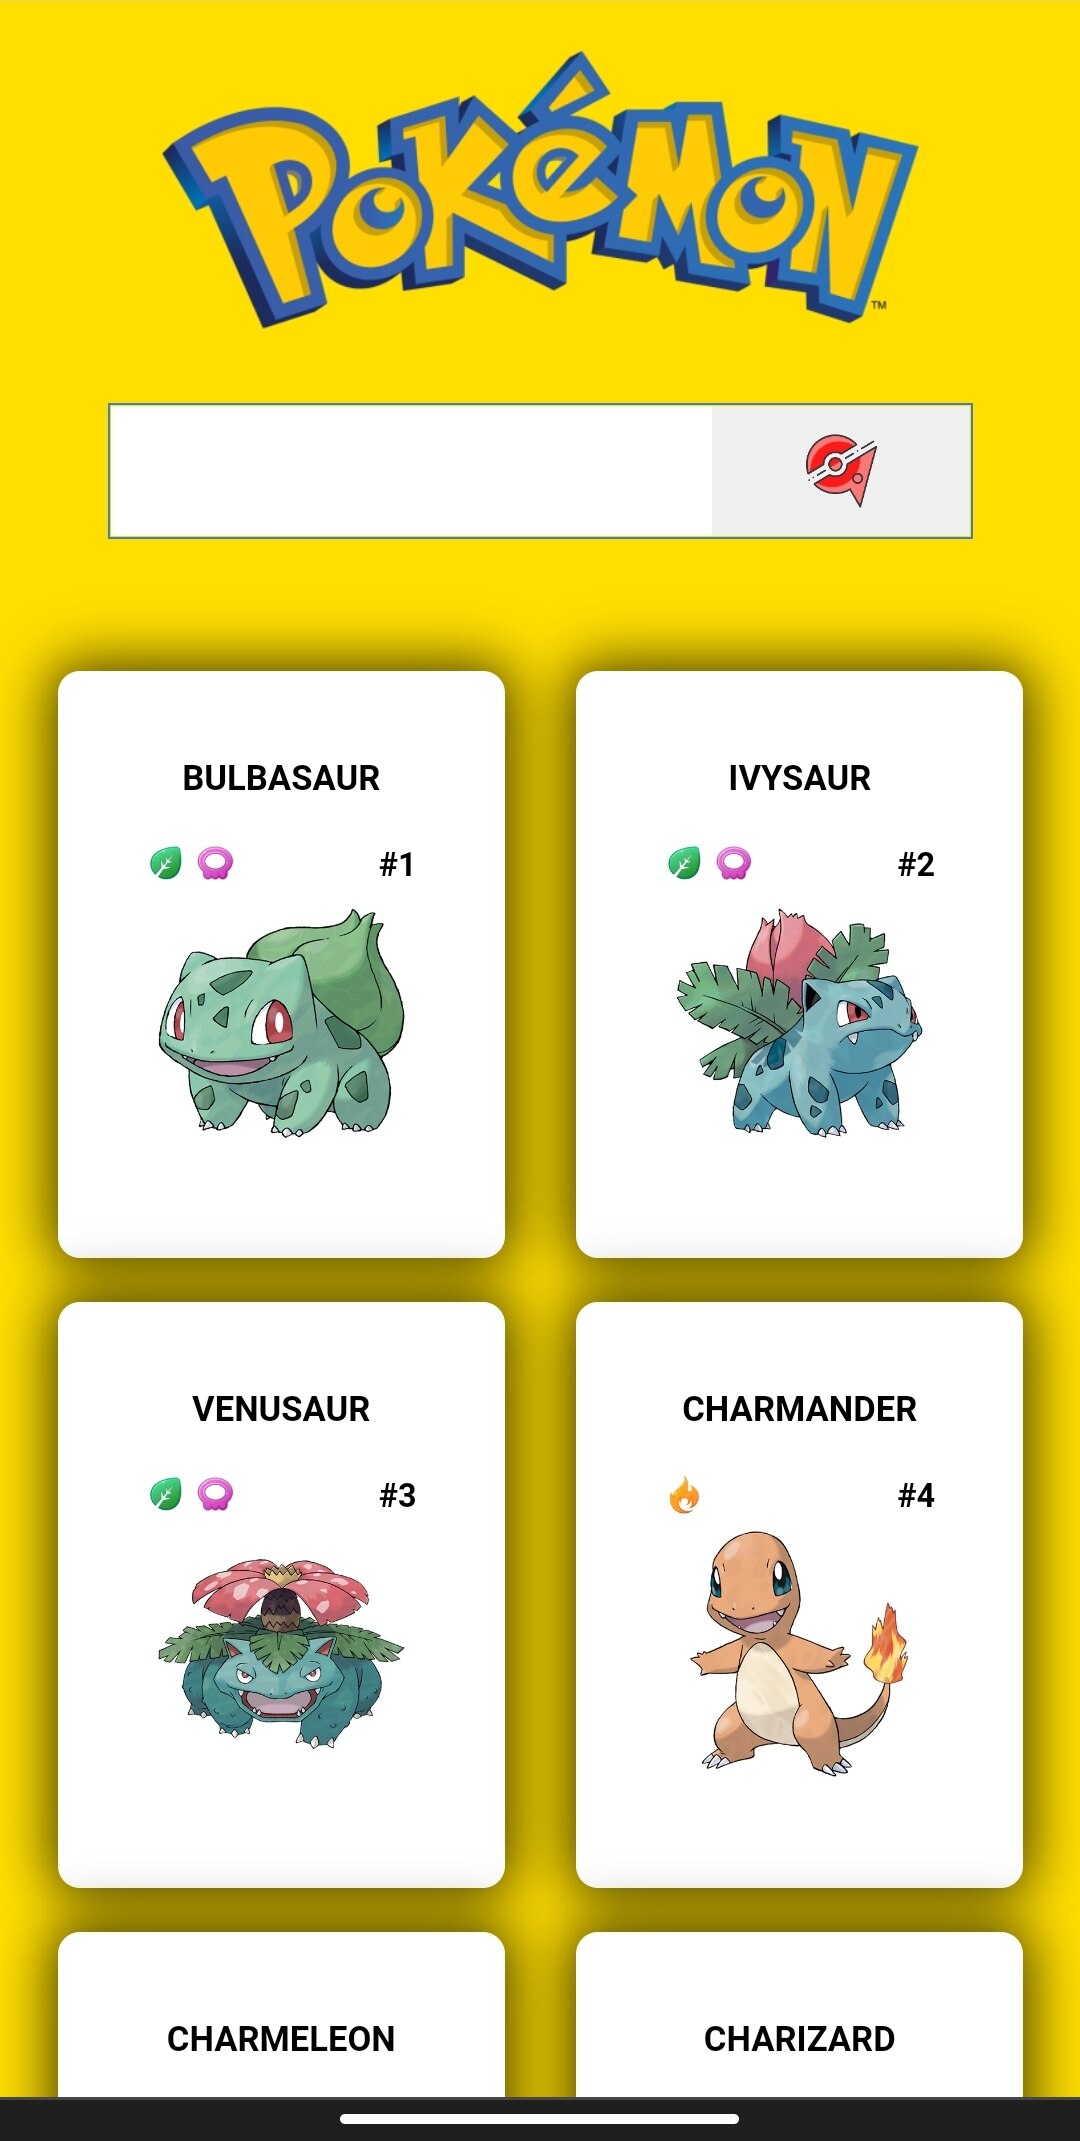 POKéMON
TM
BULBASAUR
#1
IVYSAUR
#2
VENUSAUR
#3
CHARMANDER
#4
CHARMELEON
CHARIZARD